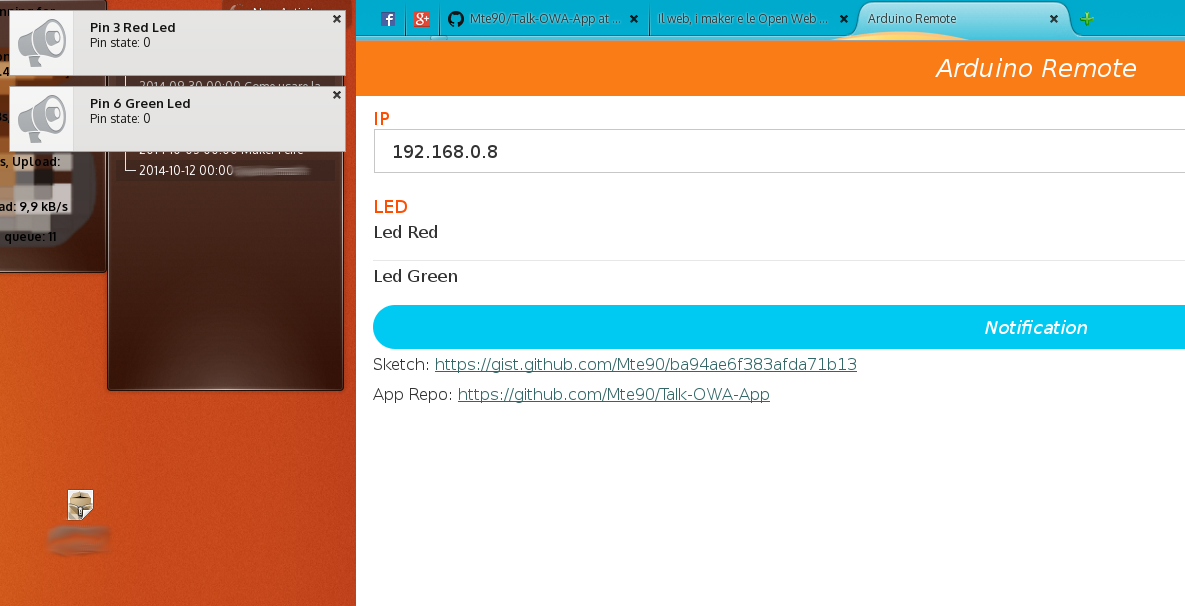 Pin 3 Red Led
Pin state: 0
Pin 6 Green Led
Pin state: 0
2014-10-12 00:00
s, Upload:
ad: 9,9 kB/s
queue: 11
Mte90/Talk-OWA-App at ...
Il web, i maker e le Open Web ...
Arduino Remote
Arduino Remote
IP
192.168.0.8
LED
Led Red
Led Green
Notification
Sketch: https://gist.github.com/Mte90/ba94ae6f383afda71b13
App Repo: https://github.com/Mte90/Talk-OWA-App